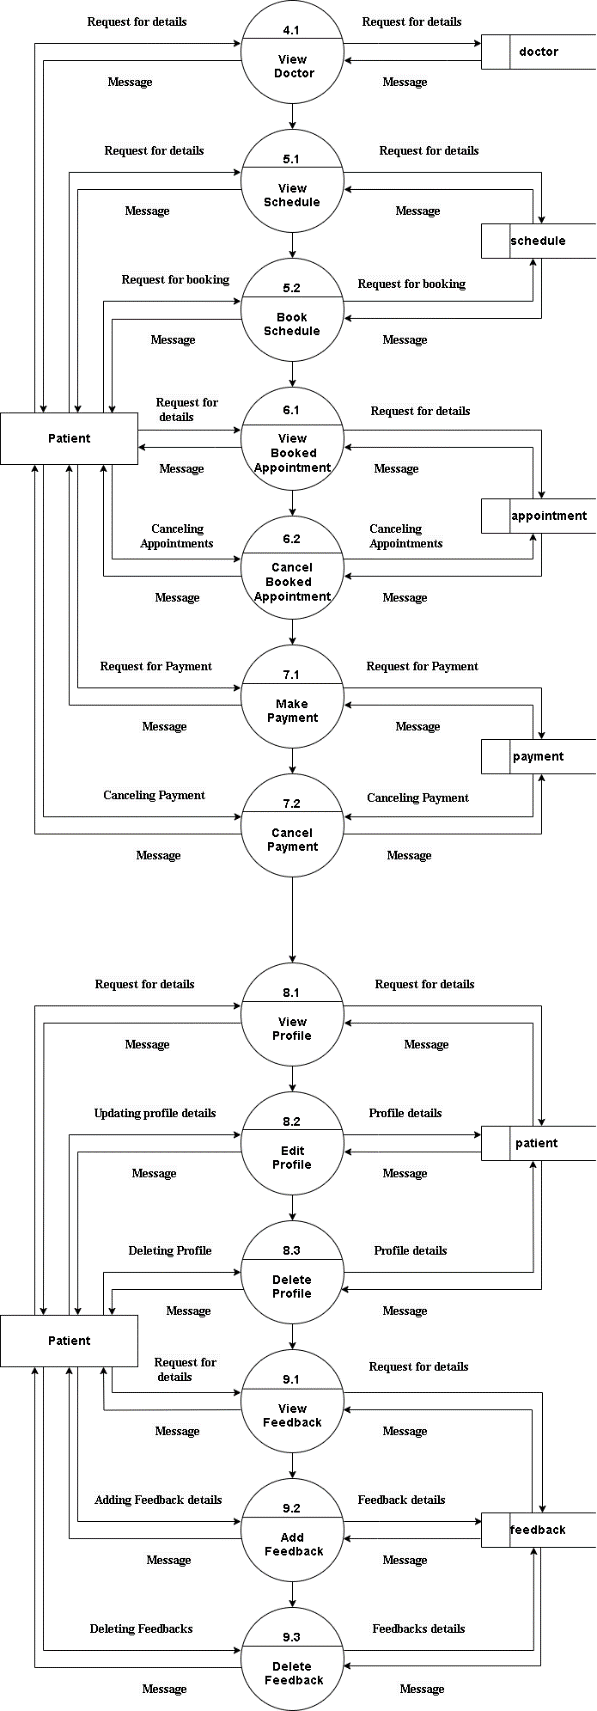 Request for details
4.1
Request for details
View
Doctor
doctor
Message
Message
Request for details
5.1
Request for details
View
Schedule
Message
Message
schedule
Request for booking
5.2
Request for booking
Book
Schedule
Message
Message
Request for
details
6.1
Request for details
Patient
View
Booked
Appointment
Message
Message
appointment
Canceling
Appointments
6.2
Canceling
Appointments
Cancel
Booked
Appointment
Message
Message
Request for Payment
7.1
Request for Payment
Make
Payment
Message
Message
payment
Canceling Payment
7.2
Canceling Payment
Cancel
Payment
Message
Message
Request for details
8.1
Request for details
View
Profile
Message
Message
Updating profile details
8.2
Profile details
Edit
Profile
patient
Message
Message
Deleting Profile
8.3
Profile details
Delete
Profile
Message
Message
Patient
Request for
details
9.1
Request for details
View
Feedback
Message
Message
Adding Feedback details
9.2
Feedback details
Add
Feedback
feedback
Message
Message
Deleting Feedbacks
9.3
Feedbacks details
Delete
Feedback
Message
Message